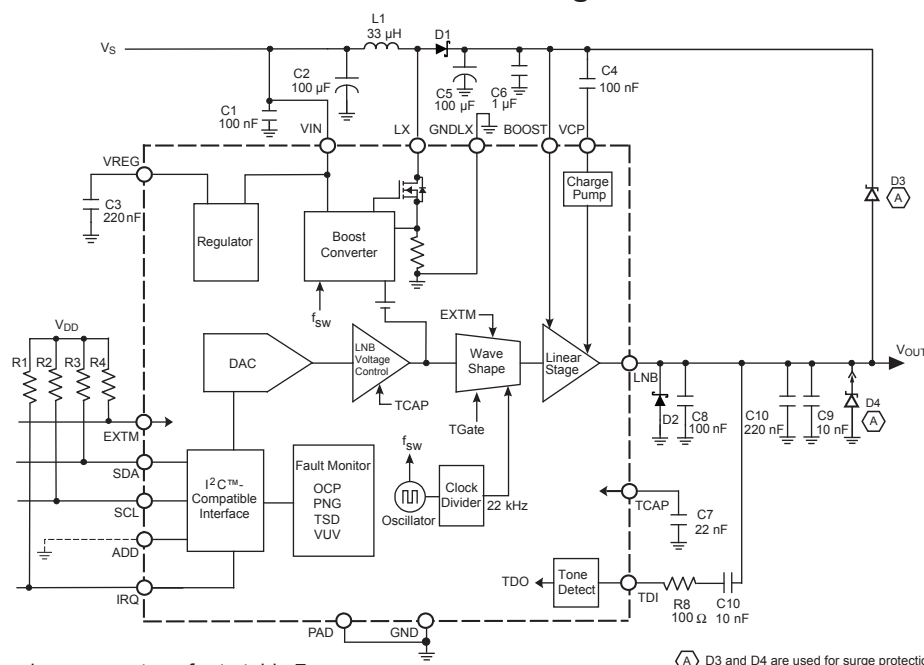 L1
33 µH
D1
VS
C2
100 µF
C5
100 µF
C6
1 µF
C4
100 nF
C1
100 nF
VIN
LX
GNDLX
BOOST
VCP
VREG
C3
220 nF
Regulator
Boost
Converter
Charge
Pump
D3
A
fsw
EXTM
VDD
R1
R2
R3
R4
DAC
LNB
Voltage
Control
Wave
Shape
Linear
Stage
LNB
VOUT
TCAP
TGate
D2
C8
100 nF
C10
220 nF
C9
10 nF
D4
A
EXTM
SDA
SCL
ADD
IRQ
I2C™-
Compatible
Interface
Fault Monitor
OCP
PNG
TSD
VUV
fsw
Oscillator
Clock
Divider
22 kHz
TCAP
C7
22 nF
TDO
Tone
Detect
TDI
R8
100 Ω
C10
10 nF
PAD
GND
A D3 and D4 are used for surge protection